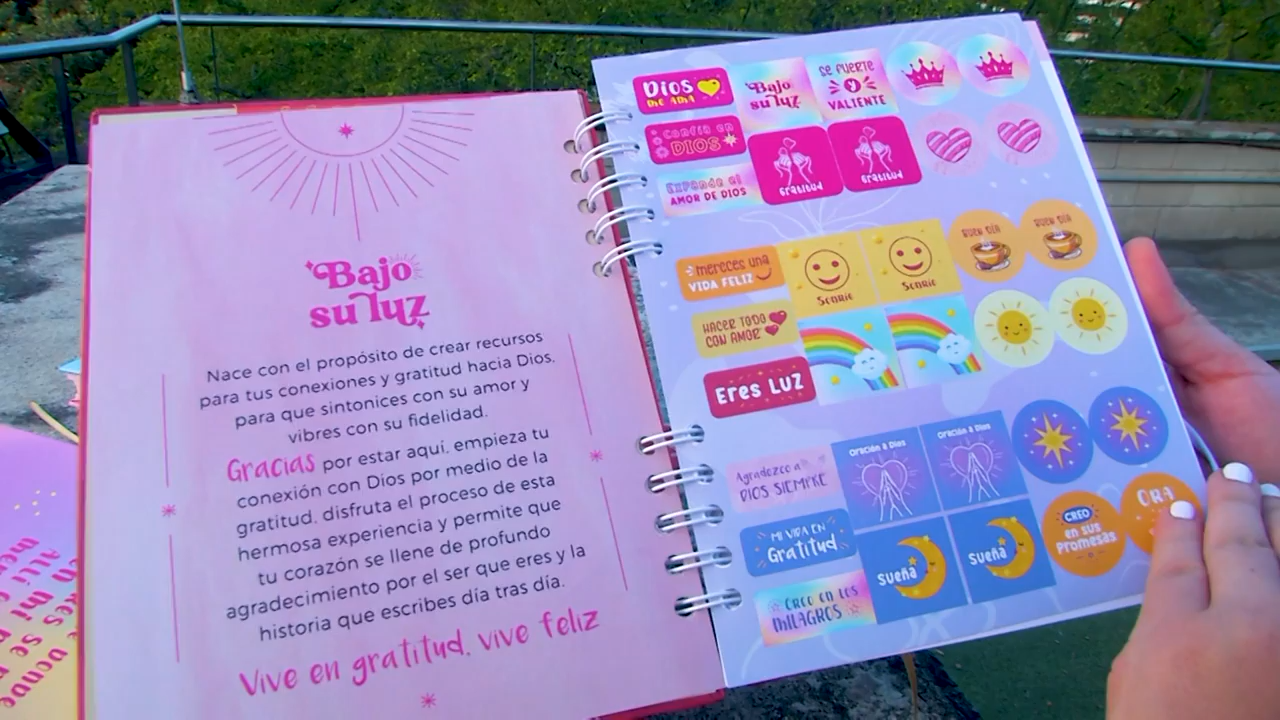 Bajo
su luz
Nace con el propósito de crear recursos
para tus conexiones y gratitud hacia Dios,
para que sintonices con su amor y
vibres con su fidelidad.
Gracias por estar aquí, empieza tu
conexión con Dios por medio de la
gratitud, disfruta el proceso de esta
hermosa experiencia y permite que
tu corazón se llene de profundo
agradecimiento por el ser que eres y la
historia que escribes día tras día.
Vive en gratitud, vive feliz
Dios
me ama
Bajo
su luz
Se fuerte
y
valiente
Confía en
Dios
Gratitud
Gratitud
Expande el
amor de Dios
Mereces una
vida feliz
Sonríe
Sonríe
Buen día
Buen día
Hacer todo
con amor
Eres luz
Agradezco a
Dios siempre
Oración a Dios
Oración a Dios
Mi vida en
Gratitud
Sueña
Sueña
Creo
en sus
promesas
Ora
Creo en los
milagros